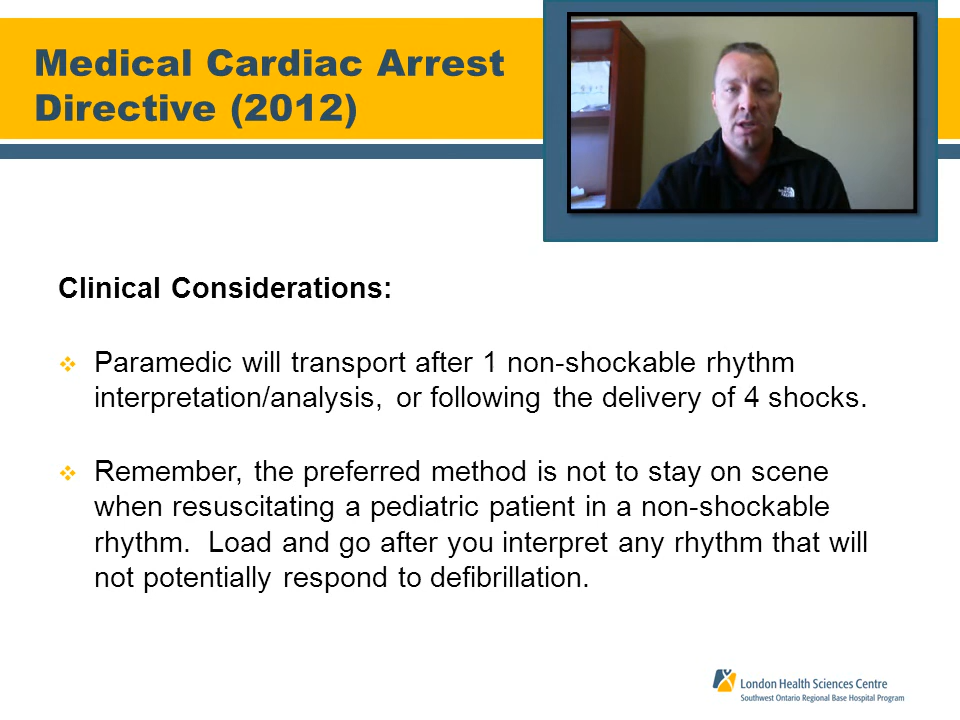 Medical Cardiac Arrest
Directive (2012)
THE NORTH FACE
Clinical Considerations:
❖ Paramedic will transport after 1 non-shockable rhythm
interpretation/analysis, or following the delivery of 4 shocks.
❖ Remember, the preferred method is not to stay on scene
when resuscitating a pediatric patient in a non-shockable
rhythm. Load and go after you interpret any rhythm that will
not potentially respond to defibrillation.
London Health Sciences Centre
Southwest Ontario Regional Base Hospital Program